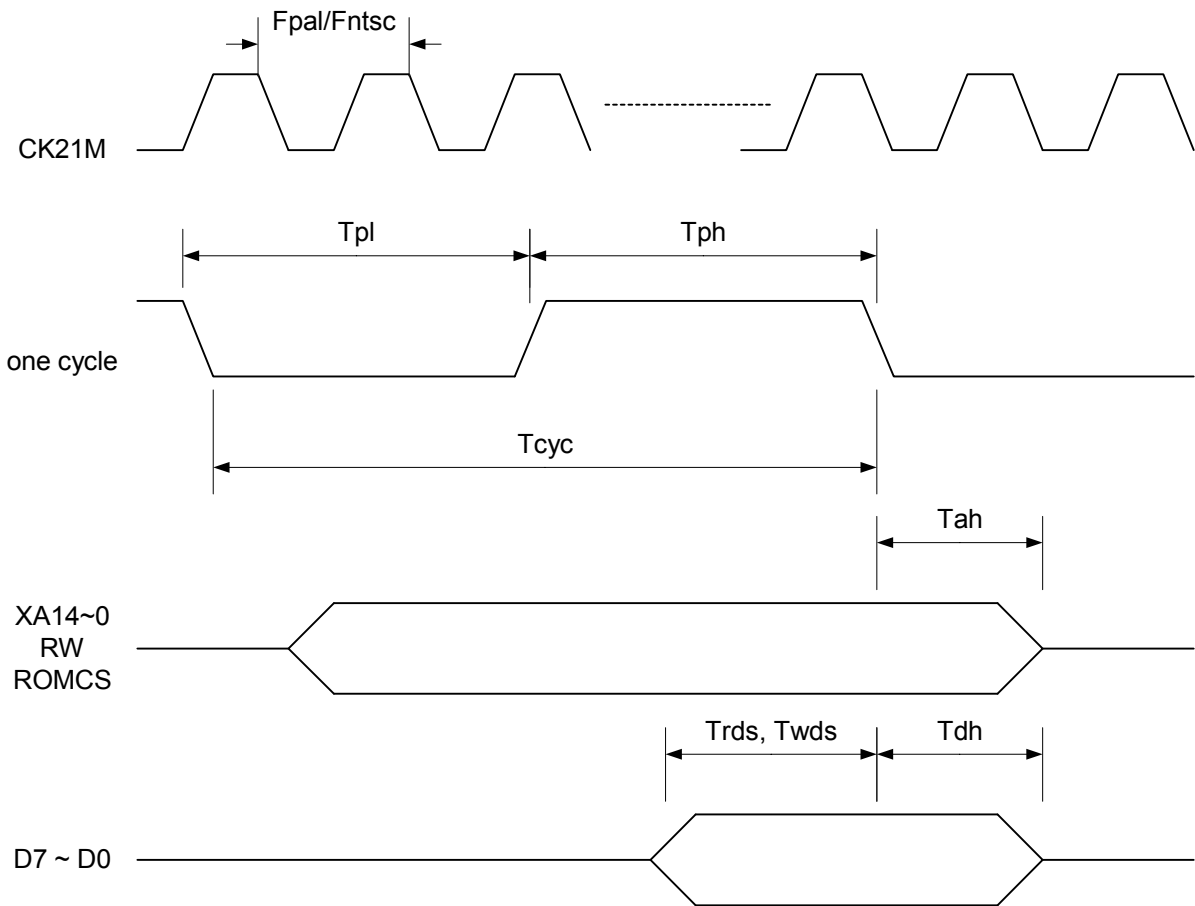 Fpal/Fntsc
CK21M
Tpl
Tph
one cycle
Tcyc
Tah
XA14~0
RW
ROMCS
Trds, Twds
Tdh
D7 ~ D0